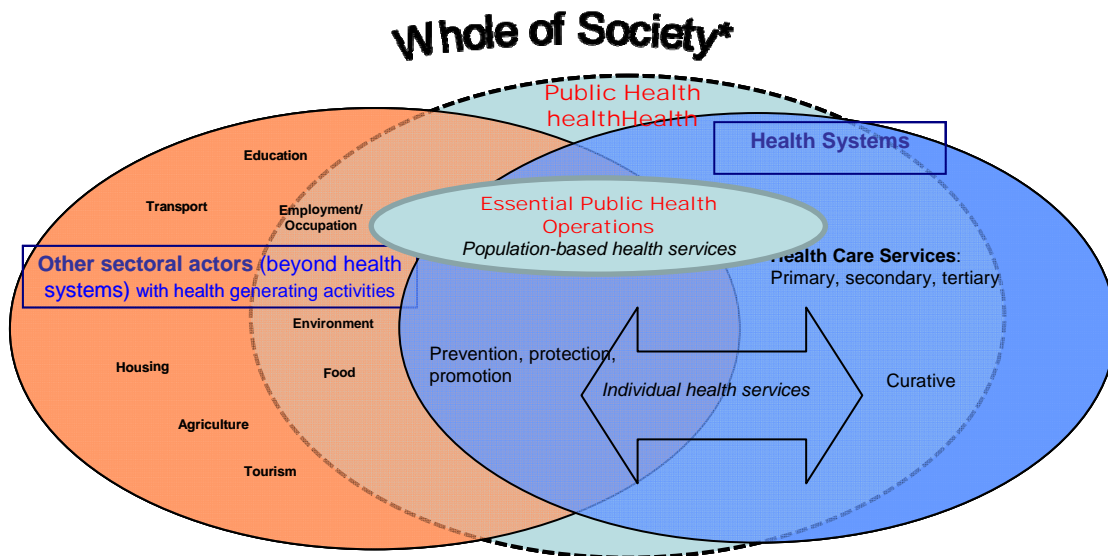 Whole of Society*
Public Health
healthHealth
Health Systems
Education
Transport
Employment/
Occupation
Essential Public Health
Operations
Population-based health services
Other sectoral actors (beyond health
systems) with health generating activities
Health Care Services:
Primary, secondary, tertiary
Environment
Housing
Food
Prevention, protection,
promotion
Individual health services
Curative
Agriculture
Tourism